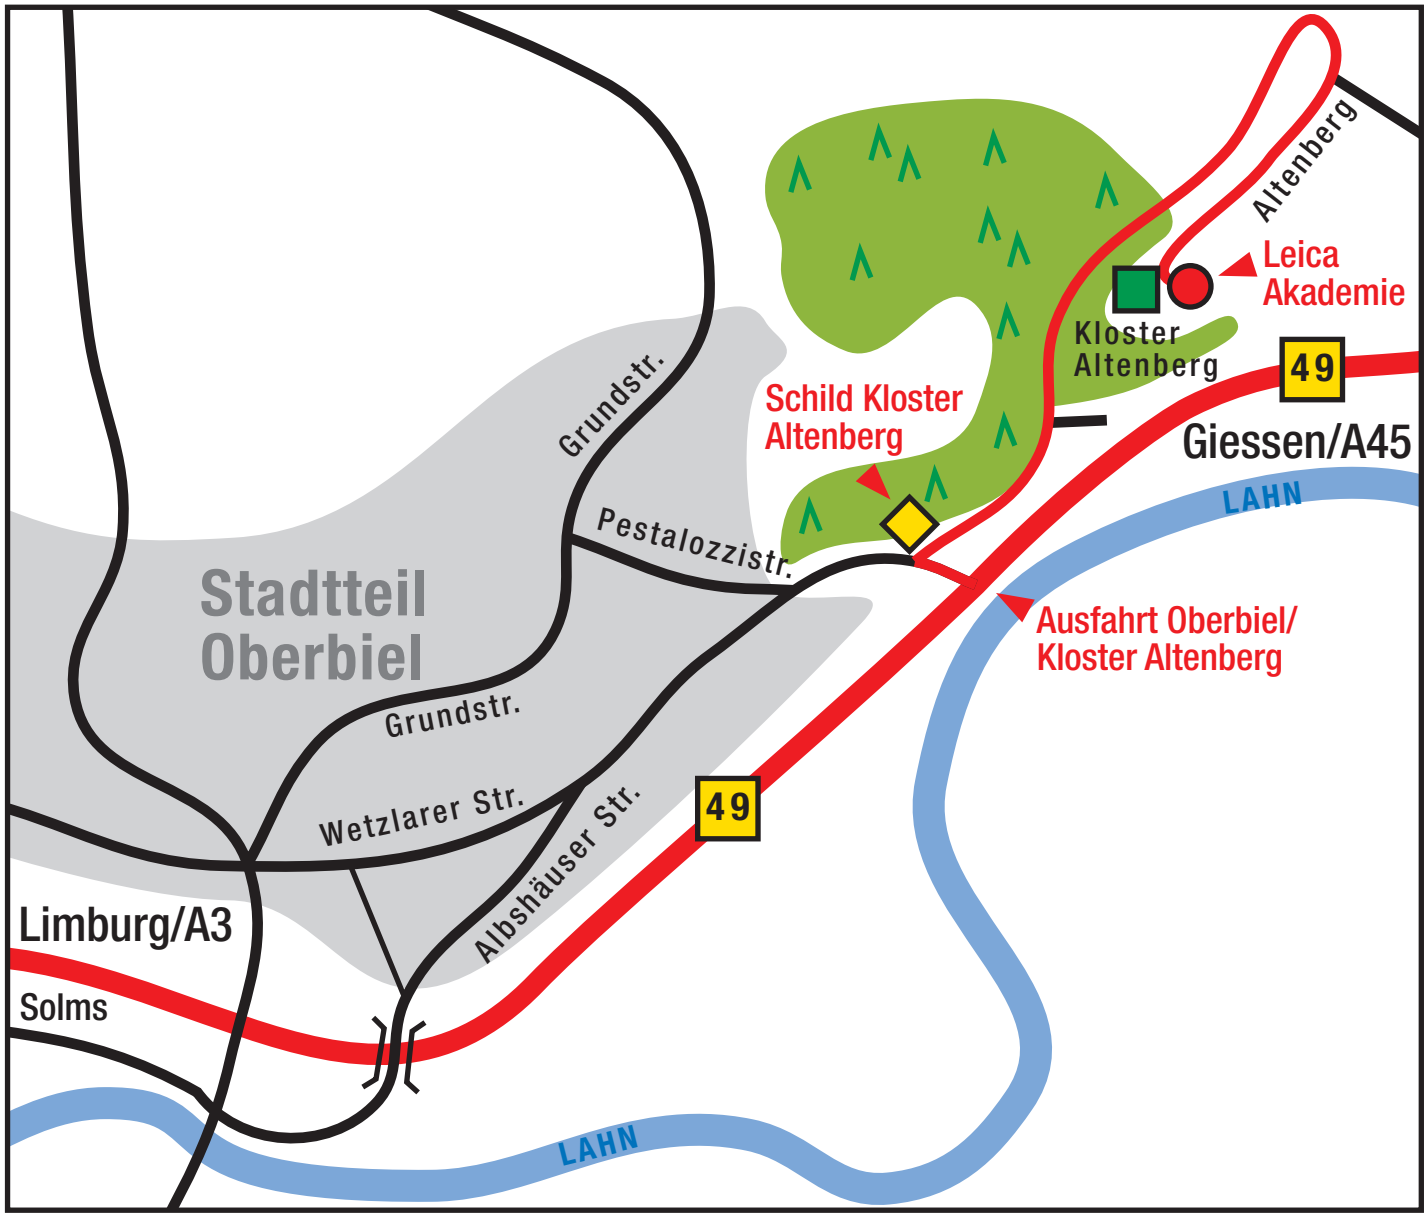 Altenberg
Leica
Akademie
Kloster
Altenberg
49
Giessen/A45
Grundstr.
Schild Kloster
Altenberg
LAHN
Pestalozzistr.
Stadtteil
Oberbiel
Ausfahrt Oberbiel/
Kloster Altenberg
Grundstr.
49
Wetzlarer Str.
Albshäuser Str.
Limburg/A3
Solms
LAHN